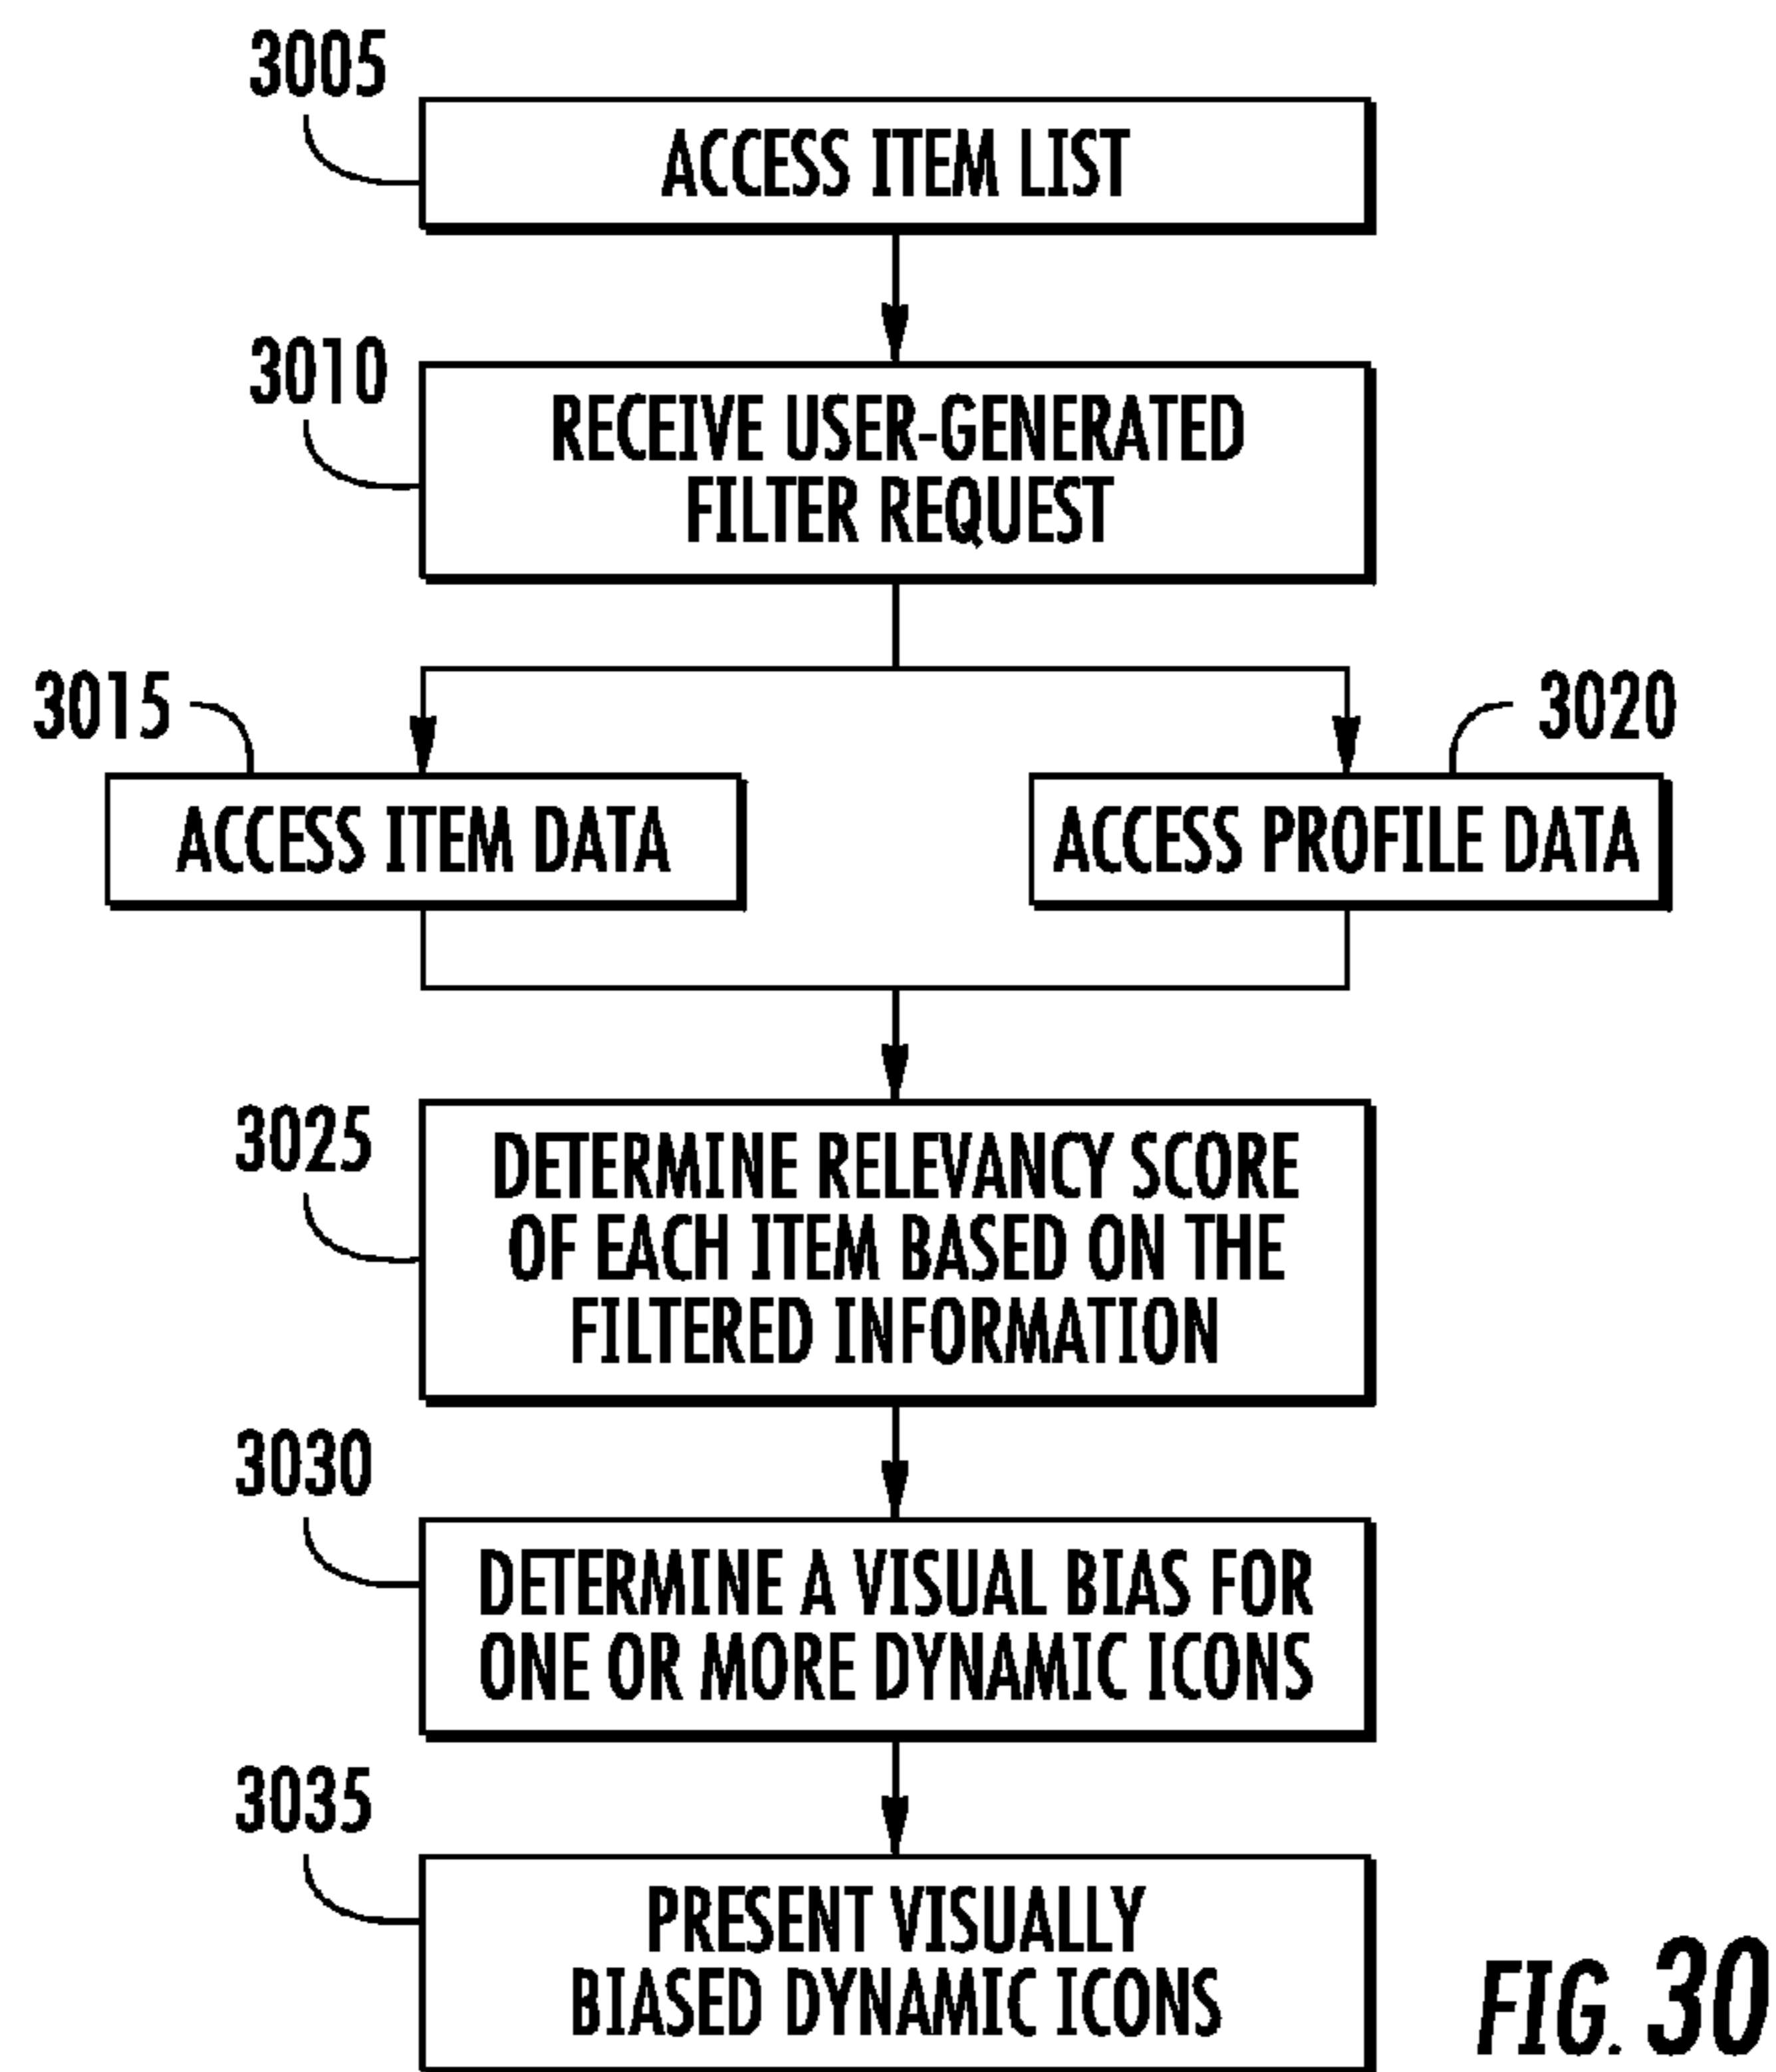 3005
ACCESS ITEM LIST
3010
RECEIVE USER-GENERATED
FILTER REQUEST
3015
3020
ACCESS ITEM DATA
ACCESS PROFILE DATA
3025
DETERMINE RELEVANCY SCORE
OF EACH ITEM BASED ON THE
FILTERED INFORMATION
3030
DETERMINE A VISUAL BIAS FOR
ONE OR MORE DYNAMIC ICONS
3035
PRESENT VISUALLY
BIASED DYNAMIC ICONS
FIG. 30